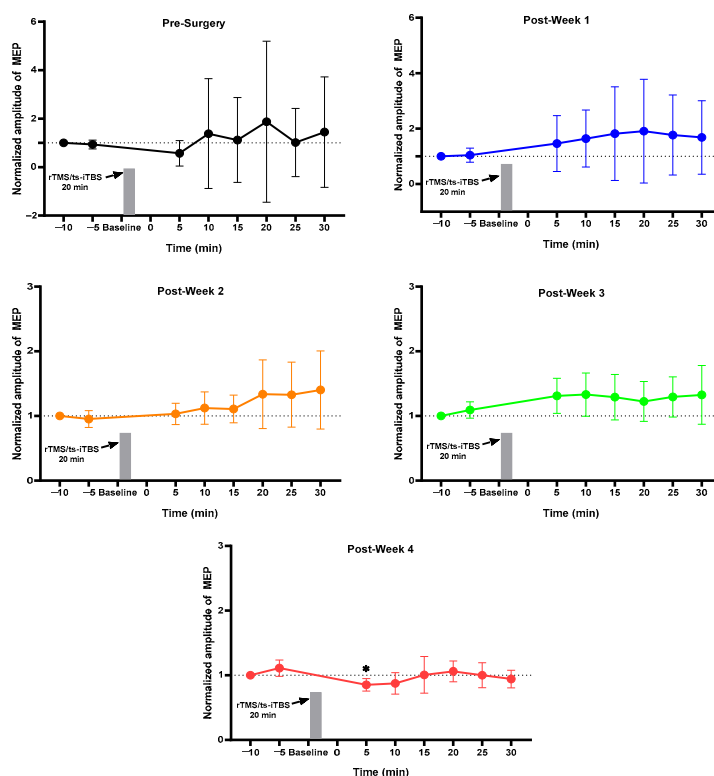 Pre-Surgery
Normalized amplitude of MEP
6
4
2
0
−2
rTMS/ts-iTBS
20 min
−10 −5 Baseline 0 5 10 15 20 25 30
Time (min)
Post-Week 1
Normalized amplitude of MEP
6
4
2
0
rTMS/ts-iTBS
20 min
−10 −5 Baseline 0 5 10 15 20 25 30
Time (min)
Post-Week 2
Normalized amplitude of MEP
3
2
1
0
rTMS/ts-iTBS
20 min
−10 −5 Baseline 0 5 10 15 20 25 30
Time (min)
Post-Week 3
Normalized amplitude of MEP
3
2
1
0
rTMS/ts-iTBS
20 min
−10 −5 Baseline 0 5 10 15 20 25 30
Time (min)
Post-Week 4
Normalized amplitude of MEP
3
2
1
0
*
rTMS/ts-iTBS
20 min
−10 −5 Baseline 0 5 10 15 20 25 30
Time (min)